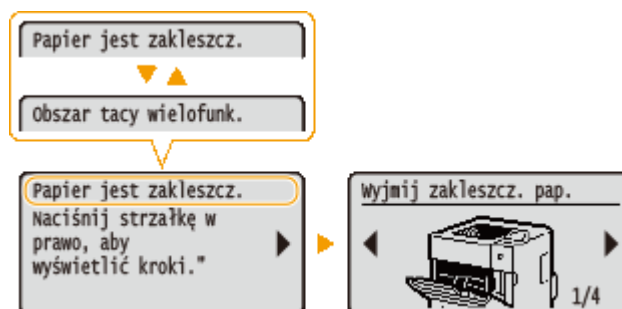 Papier jest zakleszcz.
Obszar tacy wielofunk.
Papier jest zakleszcz.
Naciśnij strzałkę w
prawo, aby
wyświetlić kroki."
Wyjmij zakleszcz. pap.
1/4